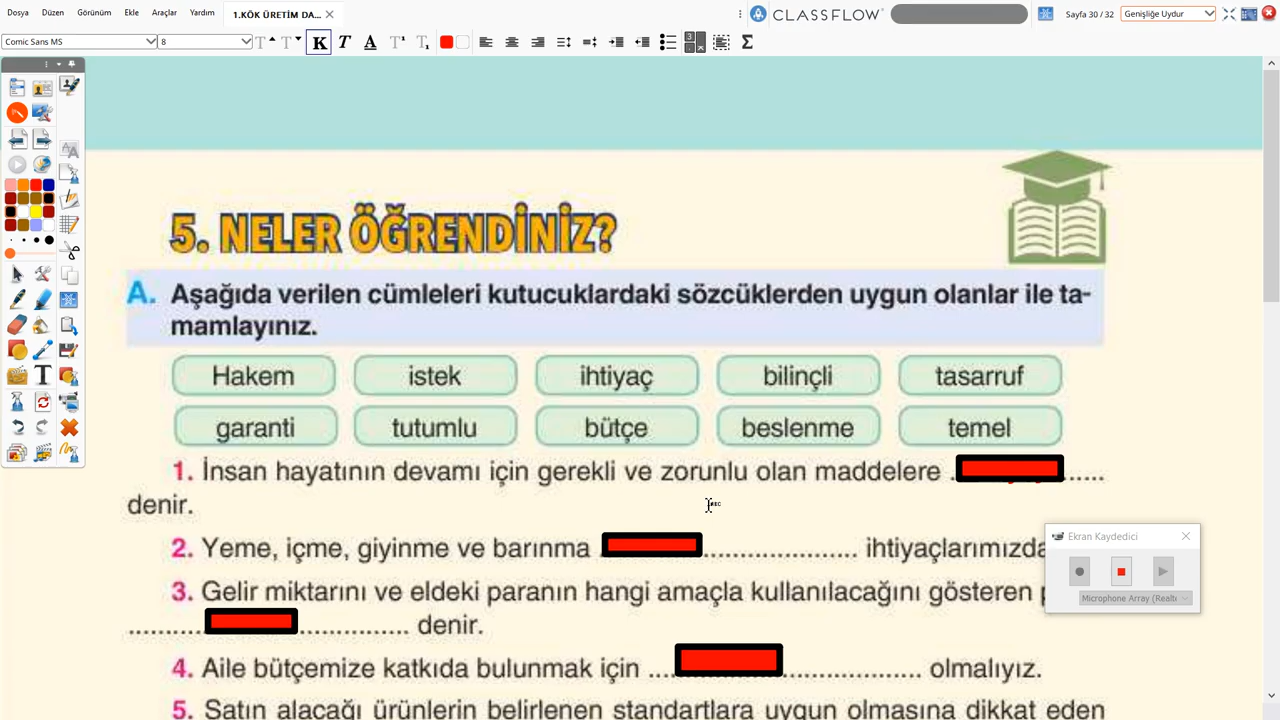 Dosya Düzen Görünüm Ekle Araçlar Yardım 1.KÖK ÜRETİM DA... CLASSFLOW Sayfa 30 / 32 Genişliğe Uydur
Comic Sans MS 8
5. NELER ÖĞRENDİNİZ?
A. Aşağıda verilen cümleleri kutucuklardaki sözcüklerden uygun olanlar ile ta-
mamlayınız.
Hakem istek ihtiyaç bilinçli tasarruf
garanti tutumlu bütçe beslenme temel
1. İnsan hayatının devamı için gerekli ve zorunlu olan maddelere ......
denir.
2. Yeme, içme, giyinme ve barınma ..................... ihtiyaçlarımızda
3. Gelir miktarını ve eldeki paranın hangi amaçla kullanılacağını gösteren
.......................... denir.
4. Aile bütçemize katkıda bulunmak için ........................ olmalıyız.
5. Satın alacağı ürünlerin belirlenen standartlara uygun olmasına dikkat eden
Ekran Kaydedici
Microphone Array (Realte